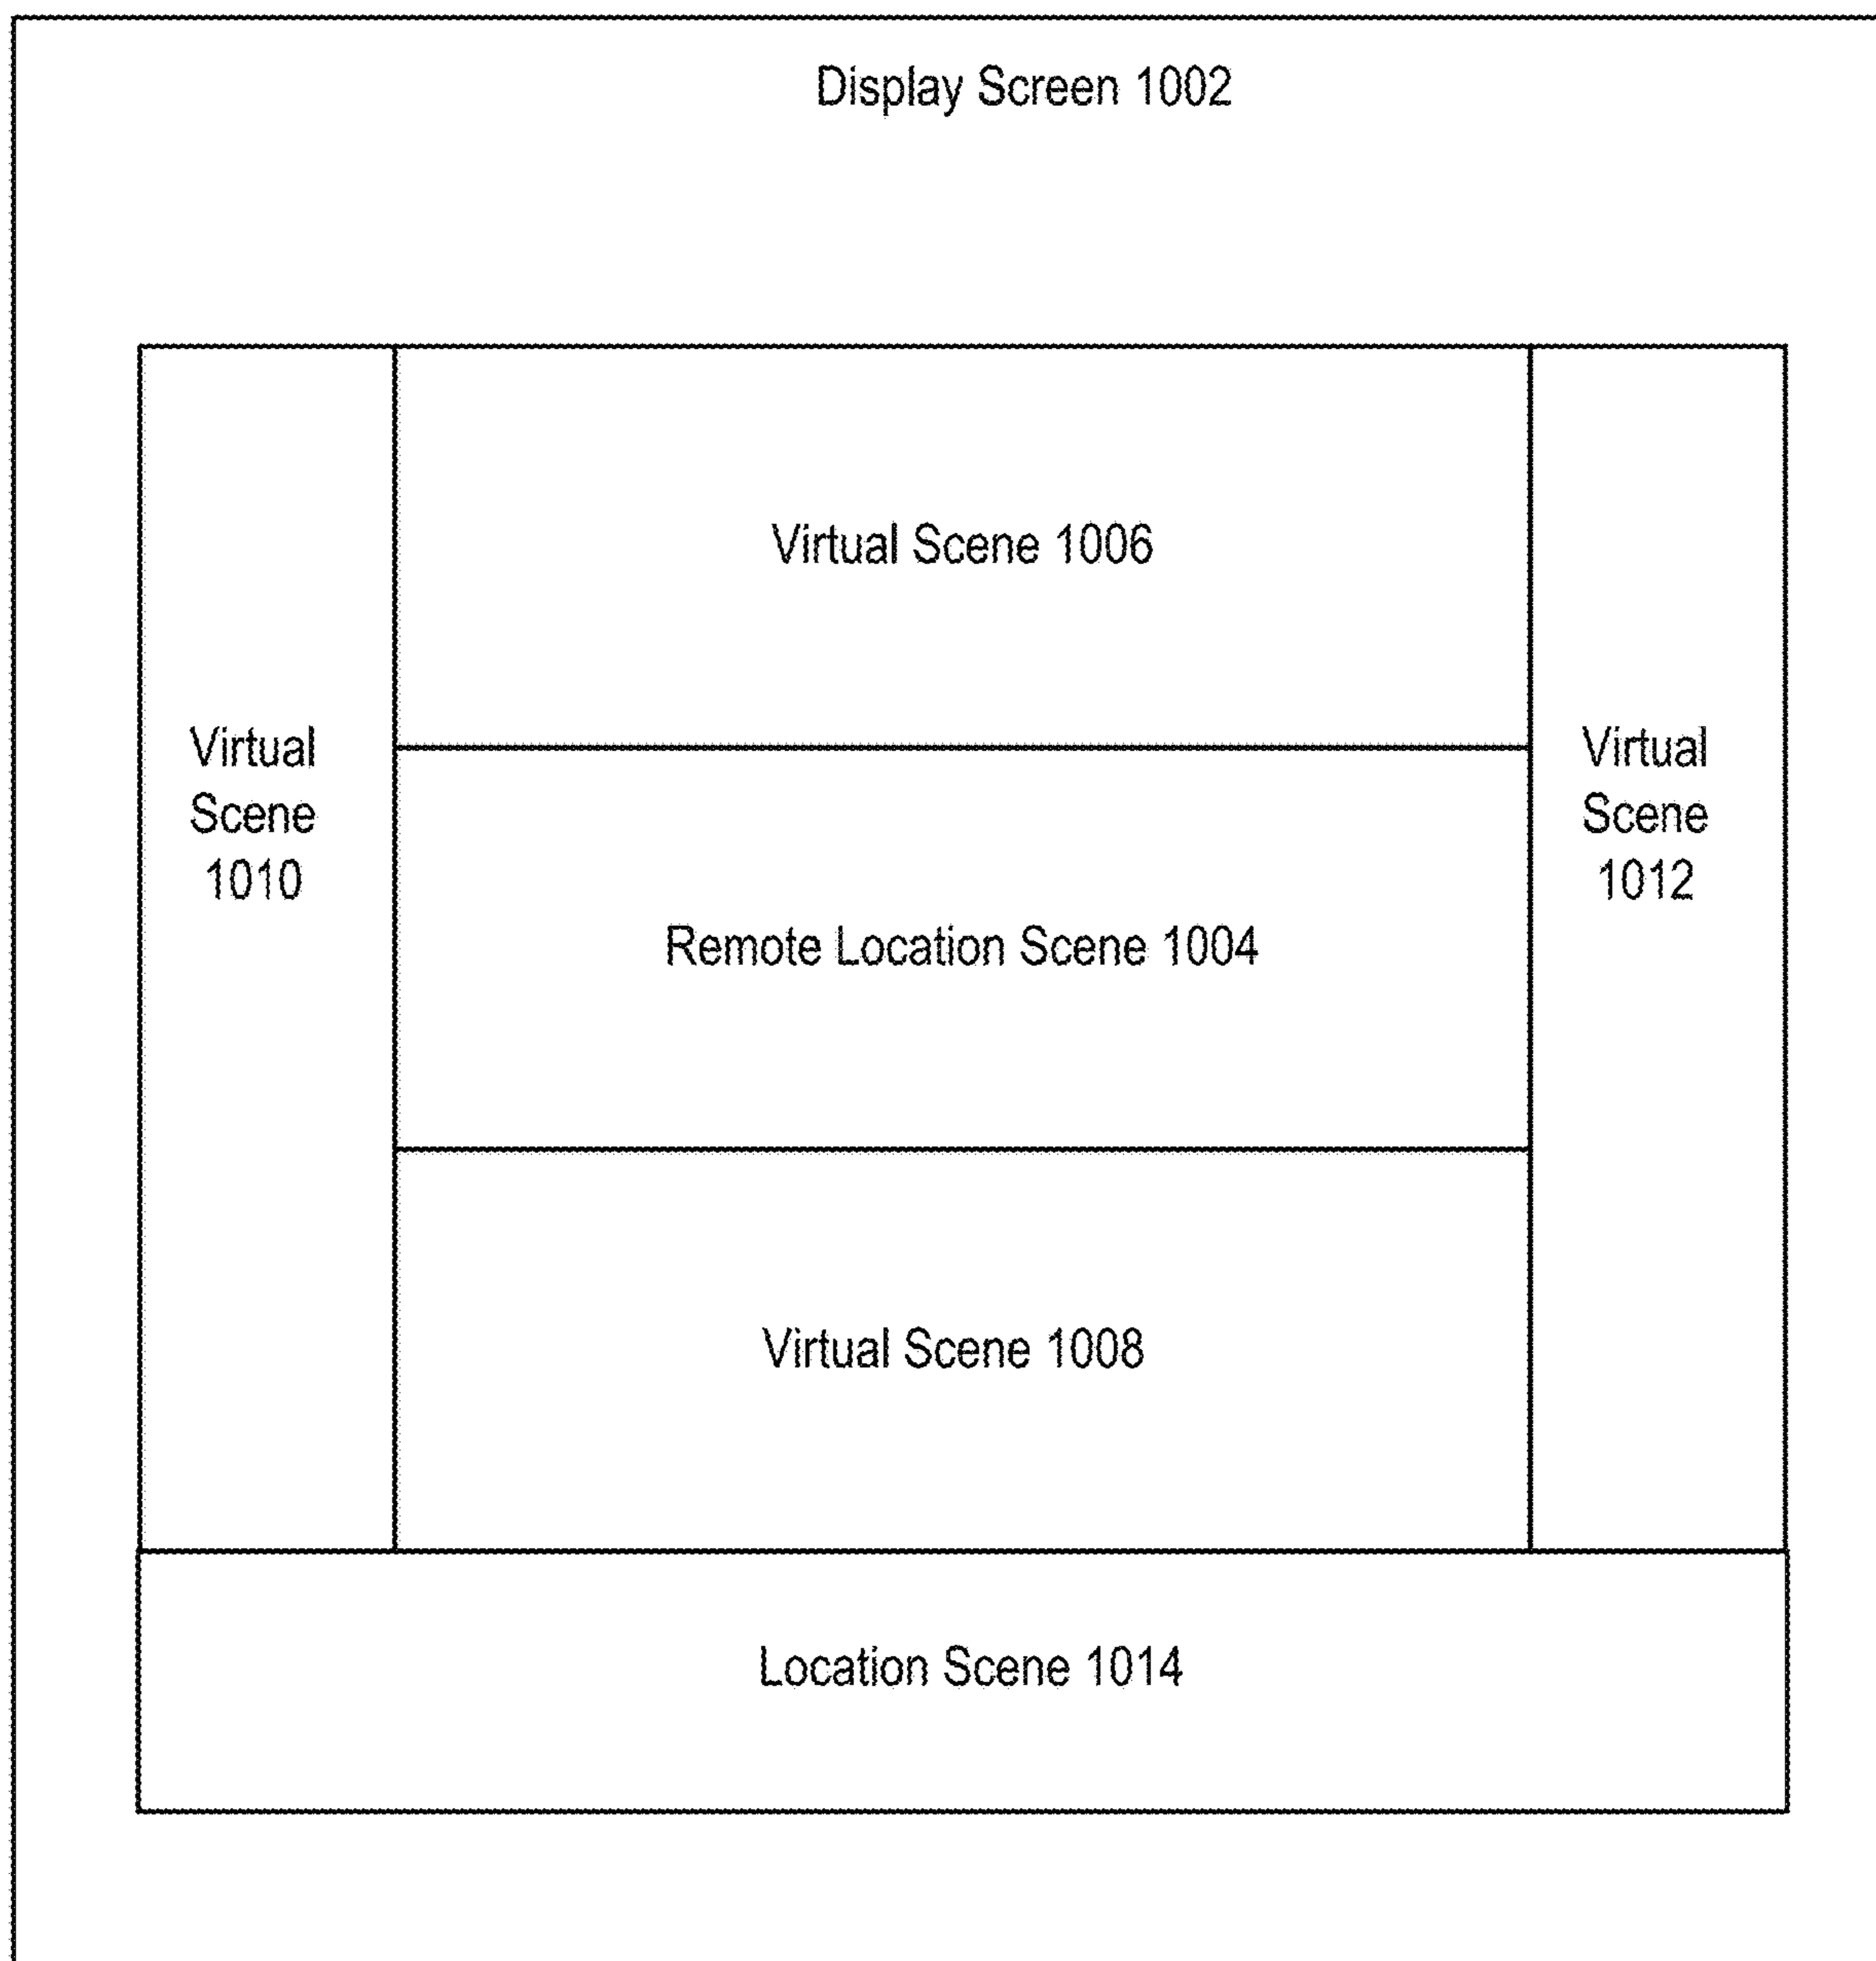 Display Screen 1002
Virtual Scene 1006
Virtual
Scene
1010
Virtual
Scene
1012
Remote Location Scene 1004
Virtual Scene 1008
Location Scene 1014